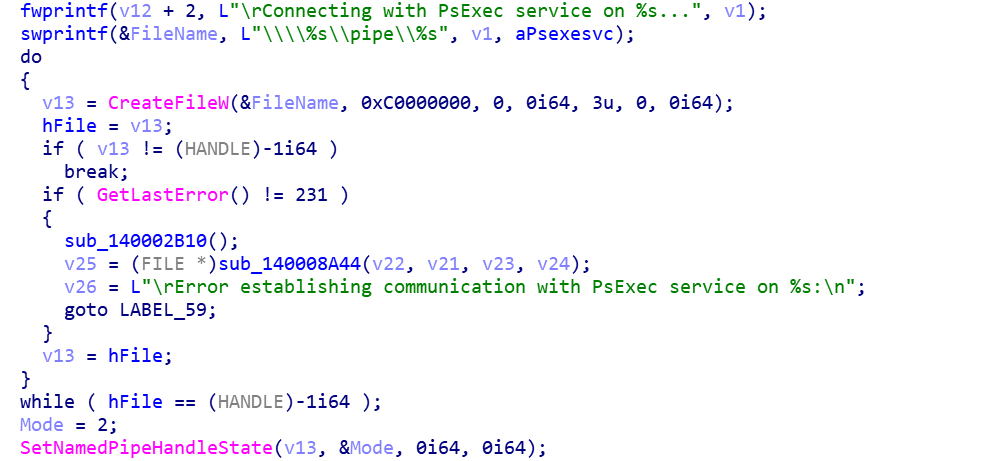 fwprintf(v12 + 2, L"\rConnecting with PsExec service on %s...", v1);
swprintf(&FileName, L"\\\\%s\\pipe\\%s", v1, aPsexesvc);
do
{
  v13 = CreateFileW(&FileName, 0xC0000000, 0, 0i64, 3u, 0, 0i64);
  hFile = v13;
  if ( v13 != (HANDLE)-1i64 )
    break;
  if ( GetLastError() != 231 )
  {
    sub_140002B10();
    v25 = (FILE *)sub_140008A44(v22, v21, v23, v24);
    v26 = L"\rError establishing communication with PsExec service on %s:\n";
    goto LABEL_59;
  }
  v13 = hFile;
}
while ( hFile == (HANDLE)-1i64 );
Mode = 2;
SetNamedPipeHandleState(v13, &Mode, 0i64, 0i64);